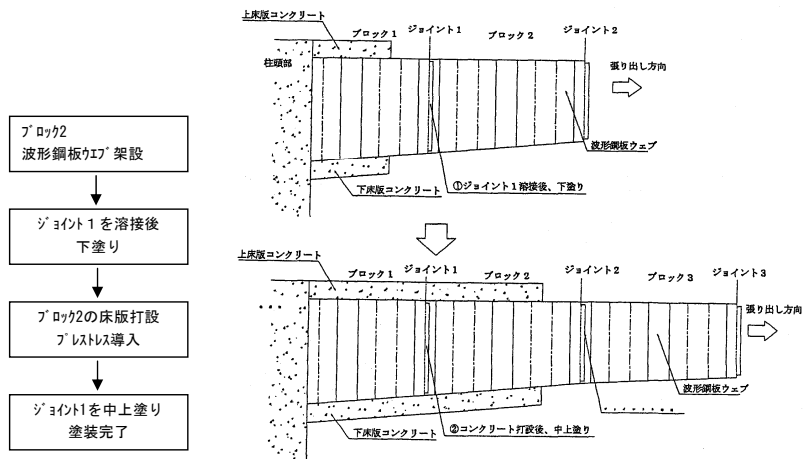 ﾌﾞﾛｯｸ2
波形鋼板ｳｴﾌﾞ架設
ｼﾞｮｲﾝﾄ１を溶接後
下塗り
ﾌﾞﾛｯｸ2の床版打設
ﾌﾟﾚｽﾄﾚｽ導入
ｼﾞｮｲﾝﾄ1を中上塗り
塗装完了
上床版コンクリート
ブロック１
ジョイント1
ブロック２
ジョイント2
柱頭部
張り出し方向
波形鋼板ウェブ
下床版コンクリート
①ジョイント１溶接後、下塗り
上床版コンクリート
ブロック1
ジョイント1
ブロック2
ジョイント2
ブロック3
ジョイント3
張り出し方向
波形鋼板ウェブ
下床版コンクリート
②コンクリート打設後、中上塗り